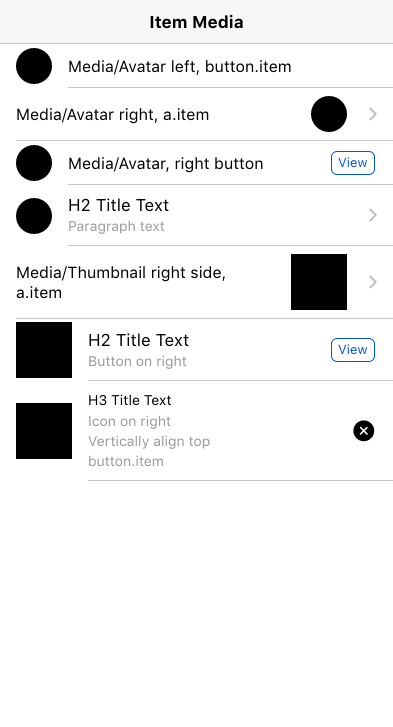 Item Media
Media/Avatar left, button.item
Media/Avatar right, a.item
Media/Avatar, right button
View
H2 Title Text
Paragraph text
Media/Thumbnail right side,
a.item
H2 Title Text
Button on right
View
H3 Title Text
Icon on right
Vertically align top
button.item